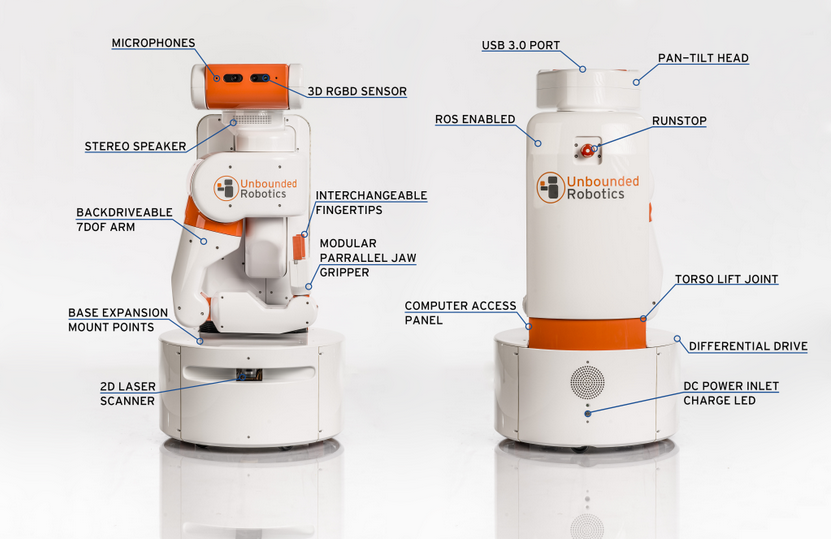 MICROPHONES
3D RGBD SENSOR
STEREO SPEAKER
Unbounded
Robotics
INTERCHANGEABLE
FINGERTIPS
BACKDRIVEABLE
7DOF ARM
MODULAR
PARRALLEL JAW
GRIPPER
BASE EXPANSION
MOUNT POINTS
2D LASER
SCANNER
USB 3.0 PORT
PAN-TILT HEAD
ROS ENABLED
RUNSTOP
Unbounded
Robotics
TORSO LIFT JOINT
COMPUTER ACCESS
PANEL
DIFFERENTIAL DRIVE
DC POWER INLET
CHARGE LED